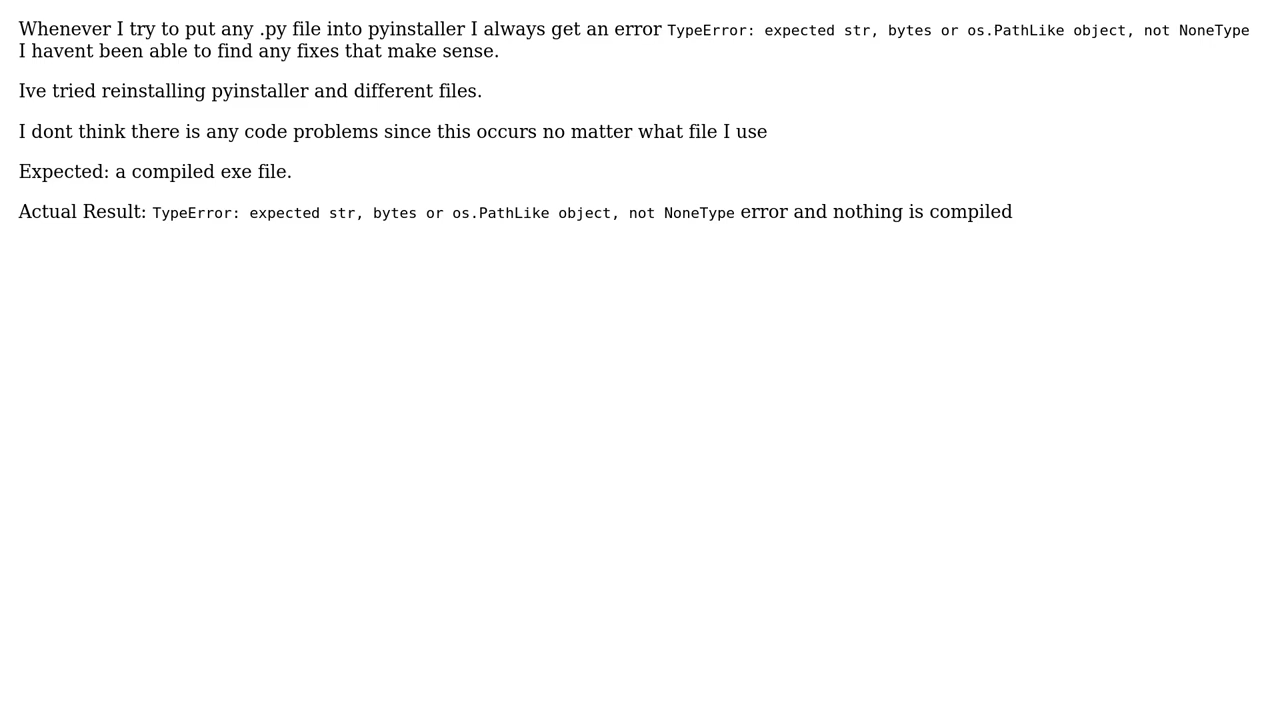 Whenever I try to put any .py file into pyinstaller I always get an error TypeError: expected str, bytes or os.PathLike object, not NoneType
I havent been able to find any fixes that make sense.
Ive tried reinstalling pyinstaller and different files.
I dont think there is any code problems since this occurs no matter what file I use
Expected: a compiled exe file.
Actual Result: TypeError: expected str, bytes or os.PathLike object, not NoneType error and nothing is compiled